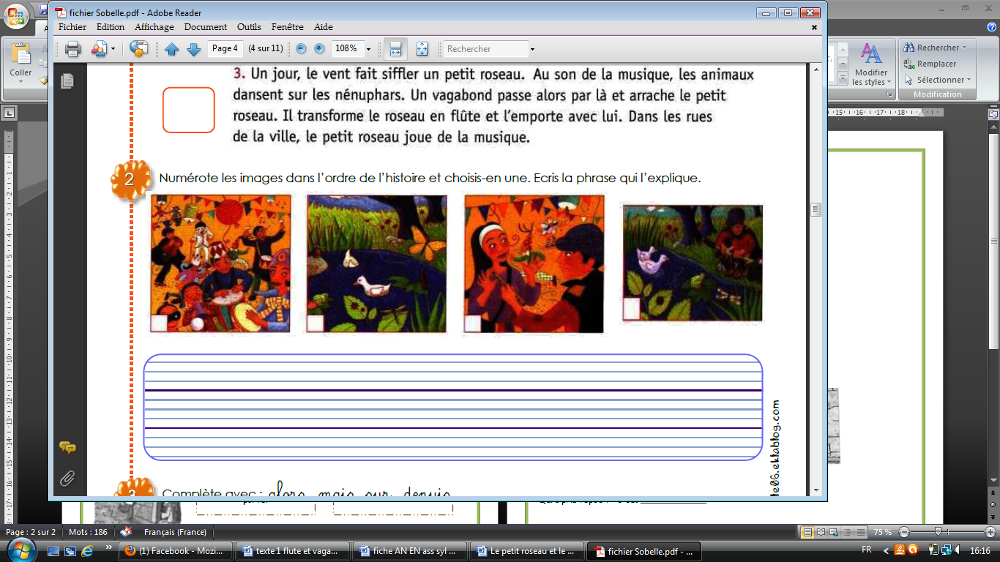 fichier Sobelle.pdf - Adobe Reader
Fichier Edition Affichage Document Outils Fenêtre Aide
Page 4 (4 sur 11) 108% Rechercher
Coller
Modifier
les styles
Rechercher
Remplacer
Sélectionner
Modification
3. Un jour, le vent fait siffler un petit roseau. Au son de la musique, les animaux
dansent sur les nénuphars. Un vagabond passe alors par là et arrache le petit
roseau. Il transforme le roseau en flûte et l'emporte avec lui. Dans les rues
de la ville, le petit roseau joue de la musique.
2 Numérote les images dans l'ordre de l'histoire et choisis-en une. Ecris la phrase qui l'explique.
le06.eklablog.com
3 Complète avec : alors mais sur depuis
Page : 2 sur 2 Mots : 186 Français (France) 75 %
(1) Facebook - Mozi... texte 1 flute et vaga... fiche AN EN ass syl ... Le petit roseau et le ... fichier Sobelle.pdf - ... FR 16:16